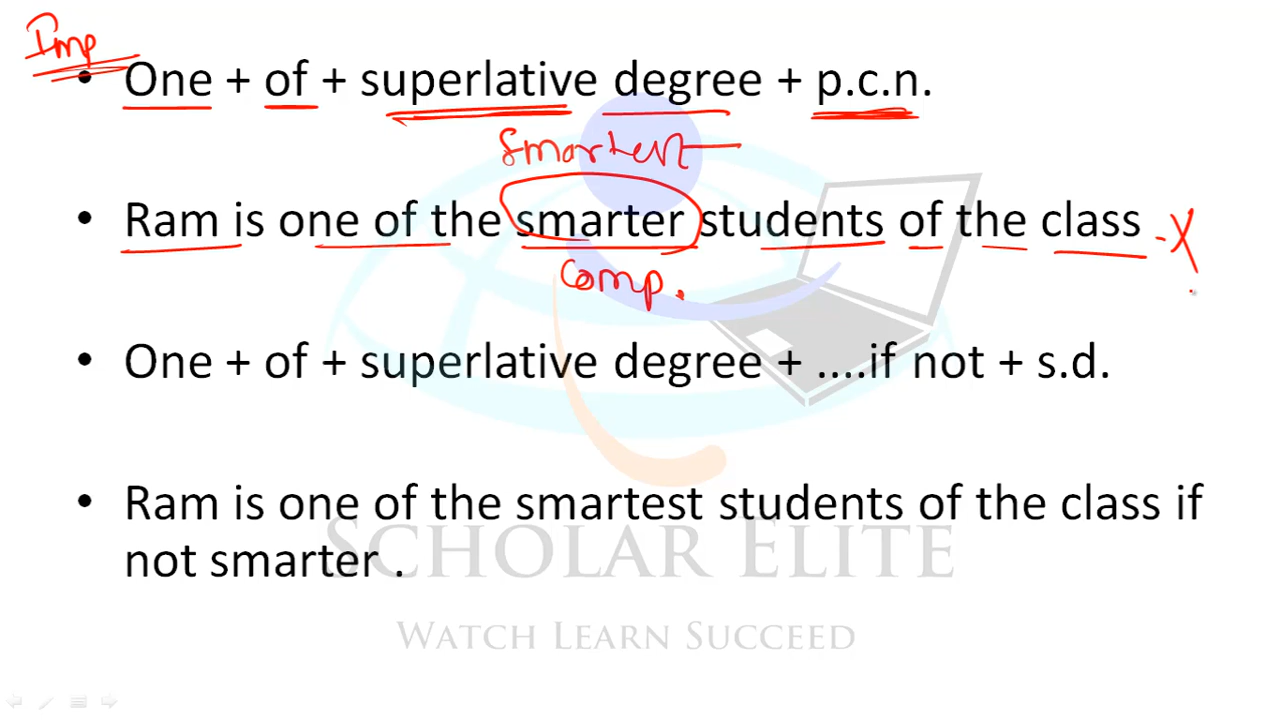 Imp
• One + of + superlative degree + p.c.n.
Smartest
• Ram is one of the smarter students of the class - X
Comp.
• One + of + superlative degree + ....if not + s.d.
• Ram is one of the smartest students of the class if
not smarter .
SCHOLAR ELITE
WATCH LEARN SUCCEED